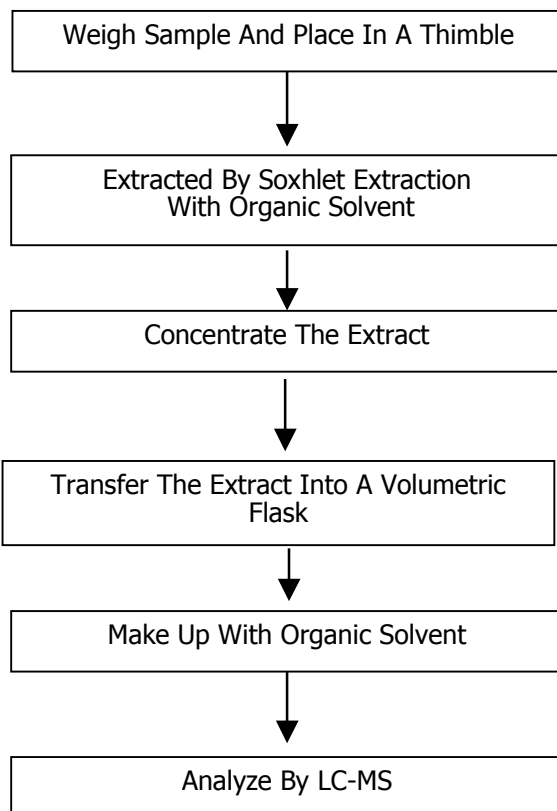 Weigh Sample And Place In A Thimble
Extracted By Soxhlet Extraction
With Organic Solvent
Concentrate The Extract
Transfer The Extract Into A Volumetric
Flask
Make Up With Organic Solvent
Analyze By LC-MS